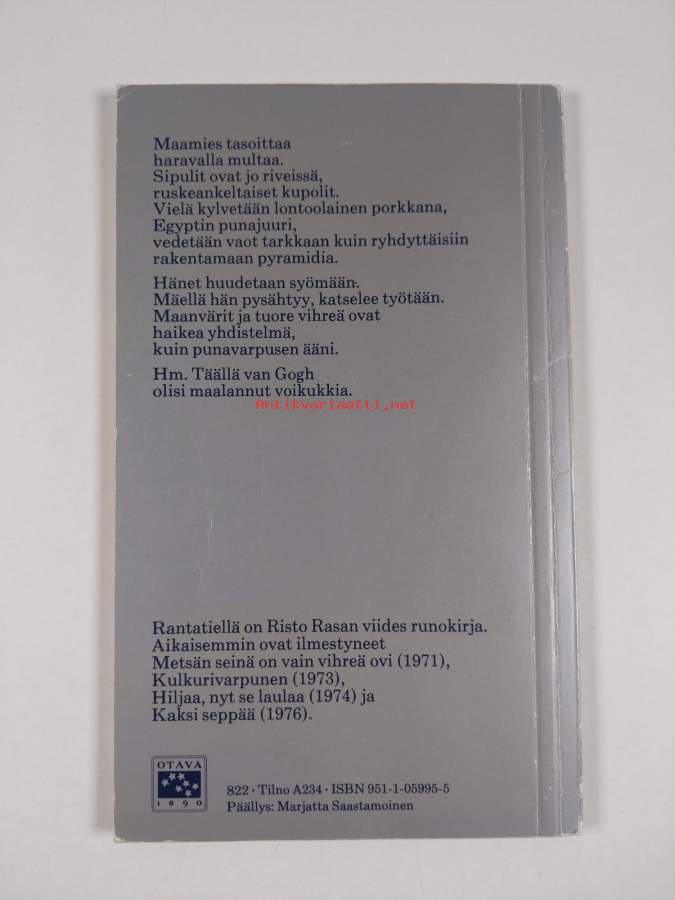 Maamies tasoittaa
haravalla multaa.
Sipulit ovat jo riveissä,
ruskeankeltaiset kupolit.
Vielä kylvetään lontoolainen porkkana,
Egyptin punajuuri,
vedetään vaot tarkkaan kuin ryhdyttäisiin
rakentamaan pyramidia.
Hänet huudetaan syömään.
Mäellä hän pysähtyy, katselee työtään.
Maanvärit ja tuore vihreä ovat
haikea yhdistelmä,
kuin punavarpusen ääni.
Hm. Täällä van Gogh
olisi maalannut voikukkia.
Antikvariaatti.net
Rantatiellä on Risto Rasan viides runokirja.
Aikaisemmin ovat ilmestyneet
Metsän seinä on vain vihreä ovi (1971),
Kulkurivarpunen (1973),
Hiljaa, nyt se laulaa (1974) ja
Kaksi seppää (1976).
OTAVA
1890
822 · Tilno A234 · ISBN 951-1-05995-5
Päällys: Marjatta Saastamoinen